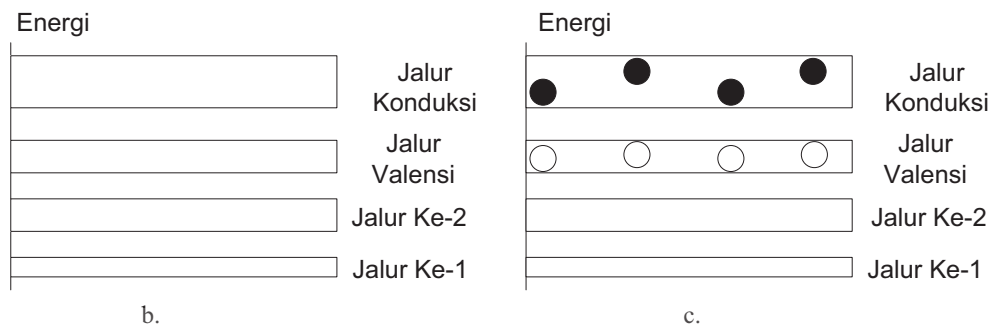 Energi
Jalur
Konduksi
Jalur
Valensi
Jalur Ke-2
Jalur Ke-1
b.
Energi
Jalur
Konduksi
Jalur
Valensi
Jalur Ke-2
Jalur Ke-1
c.